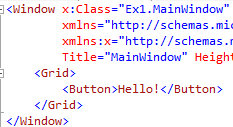 <Window x:Class="Ex1.MainWindow"
xmlns="http://schemas.mic
xmlns:x="http://schemas.m
Title="MainWindow" Height
<Grid>
<Button>Hello!</Button>
</Grid>
</Window>